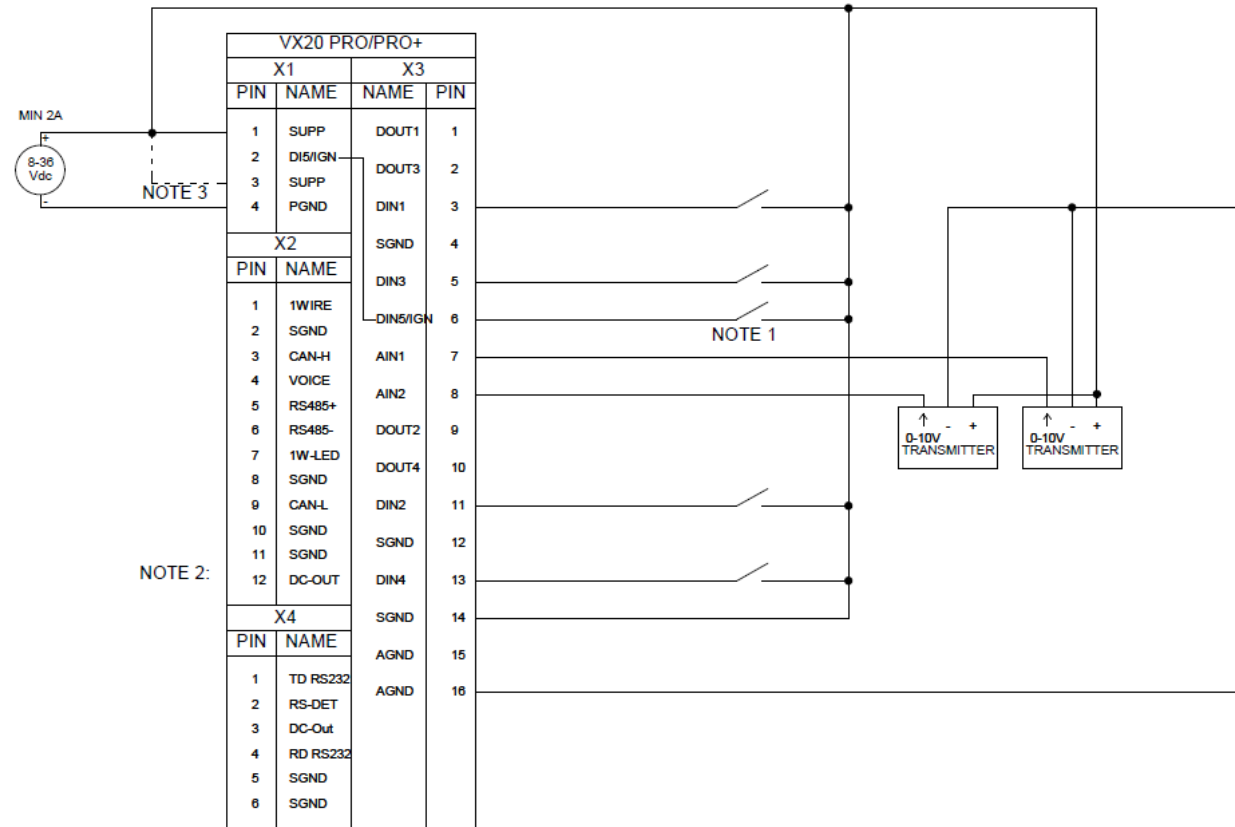 VX20 PRO/PRO+
X1 X3
PIN NAME NAME PIN
MIN 2A
+
8-36
Vdc
-
1 SUPP DOUT1 1
2 DI5/IGN DOUT3 2
3 SUPP
NOTE 3
4 PGND DIN1 3
X2 SGND 4
PIN NAME
DIN3 5
1 1WIRE DIN5/IGN 6
2 SGND
NOTE 1
3 CAN-H AIN1 7
4 VOICE AIN2 8
5 RS485+
6 RS485- DOUT2 9
↑ - + ↑ - +
0-10V 0-10V
TRANSMITTER TRANSMITTER
7 1W-LED DOUT4 10
8 SGND
9 CAN-L DIN2 11
10 SGND SGND 12
11 SGND
NOTE 2:
12 DC-OUT DIN4 13
X4 SGND 14
PIN NAME
AGND 15
1 TD RS232 AGND 16
2 RS-DET
3 DC-Out
4 RD RS232
5 SGND
6 SGND